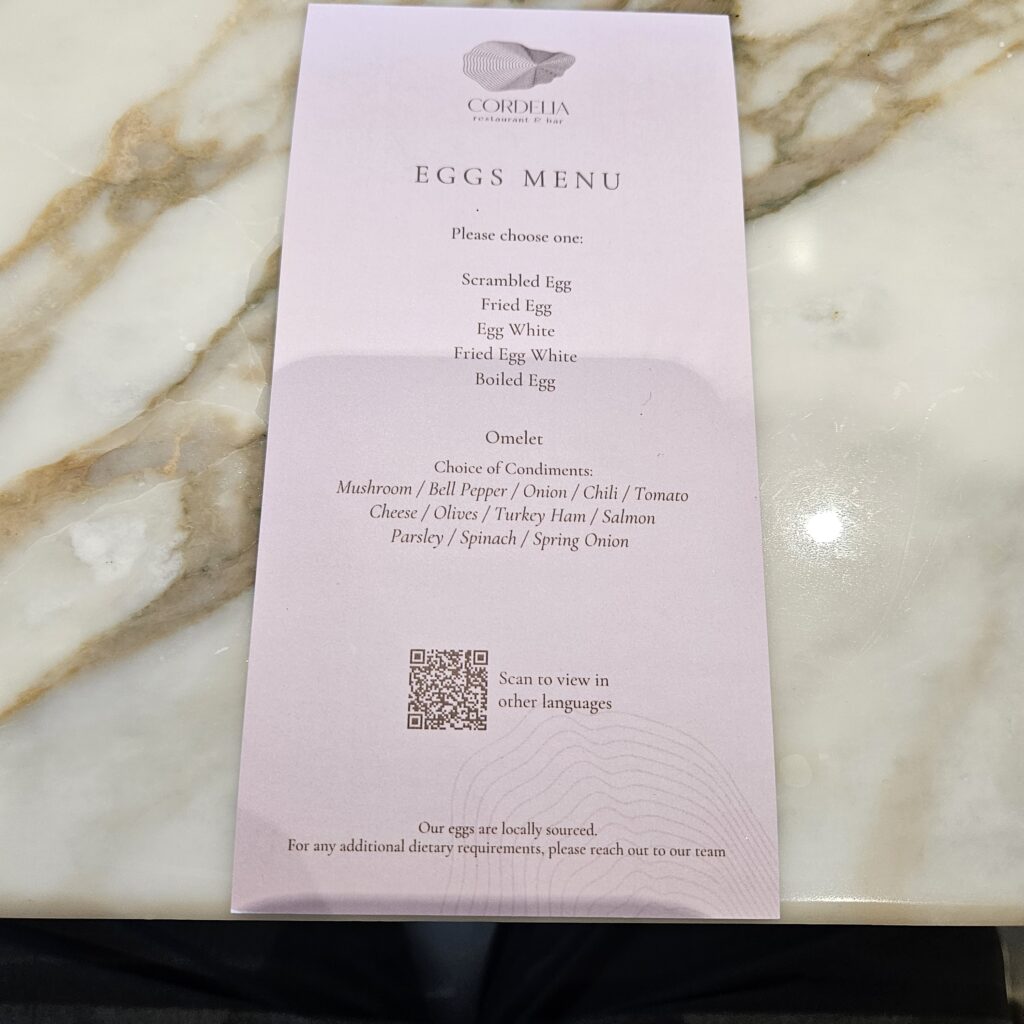 CORDELIA
restaurant & bar
EGGS MENU
Please choose one:
Scrambled Egg
Fried Egg
Egg White
Fried Egg White
Boiled Egg
Omelet
Choice of Condiments:
Mushroom / Bell Pepper / Onion / Chili / Tomato
Cheese / Olives / Turkey Ham / Salmon
Parsley / Spinach / Spring Onion
Scan to view in
other languages
Our eggs are locally sourced.
For any additional dietary requirements, please reach out to our team